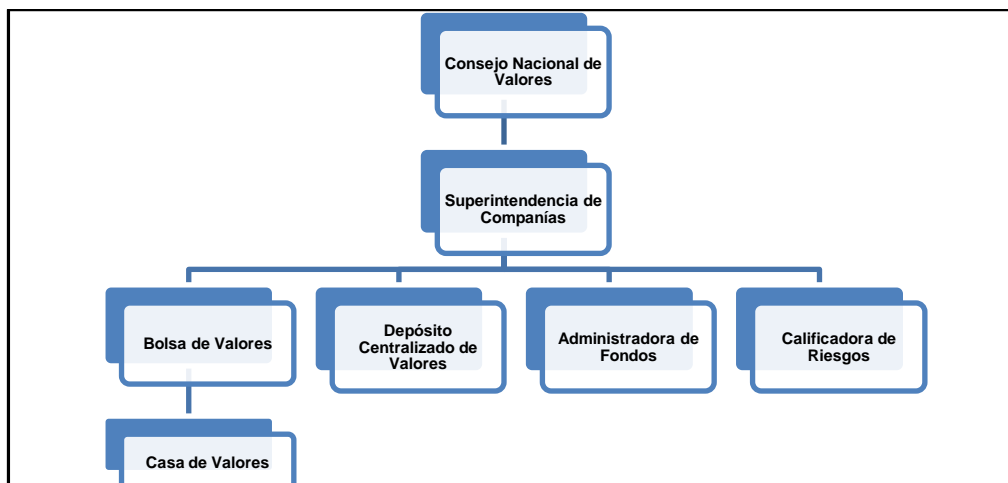 Consejo Nacional de
Valores
Superintendencia de
Companías
Bolsa de Valores
Depósito
Centralizado de
Valores
Administradora de
Fondos
Calificadora de
Riesgos
Casa de Valores